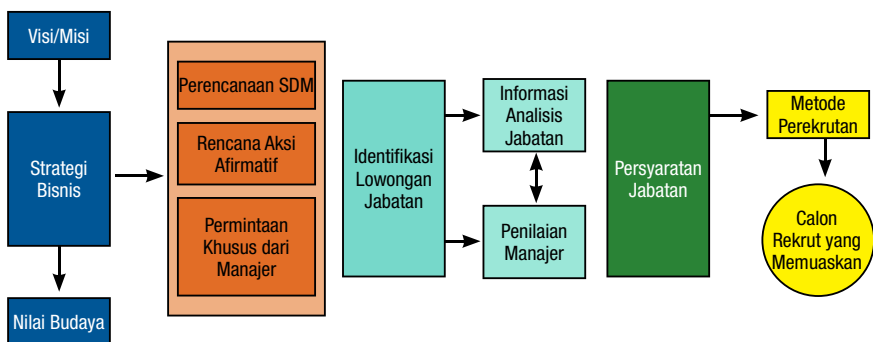 Visi/Misi
Strategi
Bisnis
Nilai Budaya
Perencanaan SDM
Rencana Aksi
Afirmatif
Permintaan
Khusus dari
Manajer
Identifikasi
Lowongan
Jabatan
Informasi
Analisis
Jabatan
Penilaian
Manajer
Persyaratan
Jabatan
Metode
Perekrutan
Calon
Rekrut yang
Memuaskan